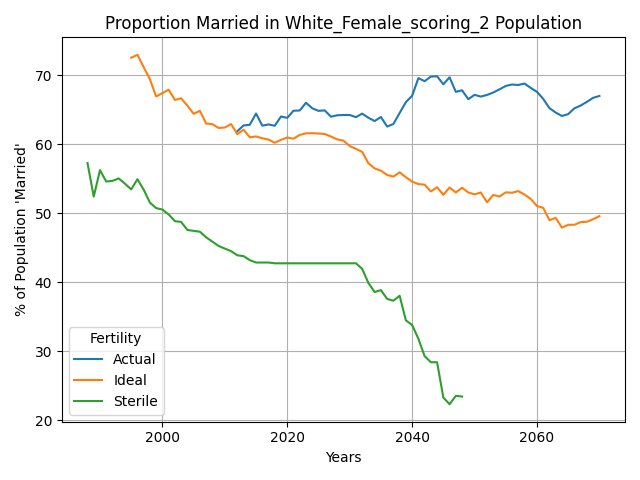 Proportion Married in White_Female_scoring_2 Population
% of Population 'Married'
70
60
50
40
30
20
Fertility
Actual
Ideal
Sterile
2000
2020
2040
2060
Years